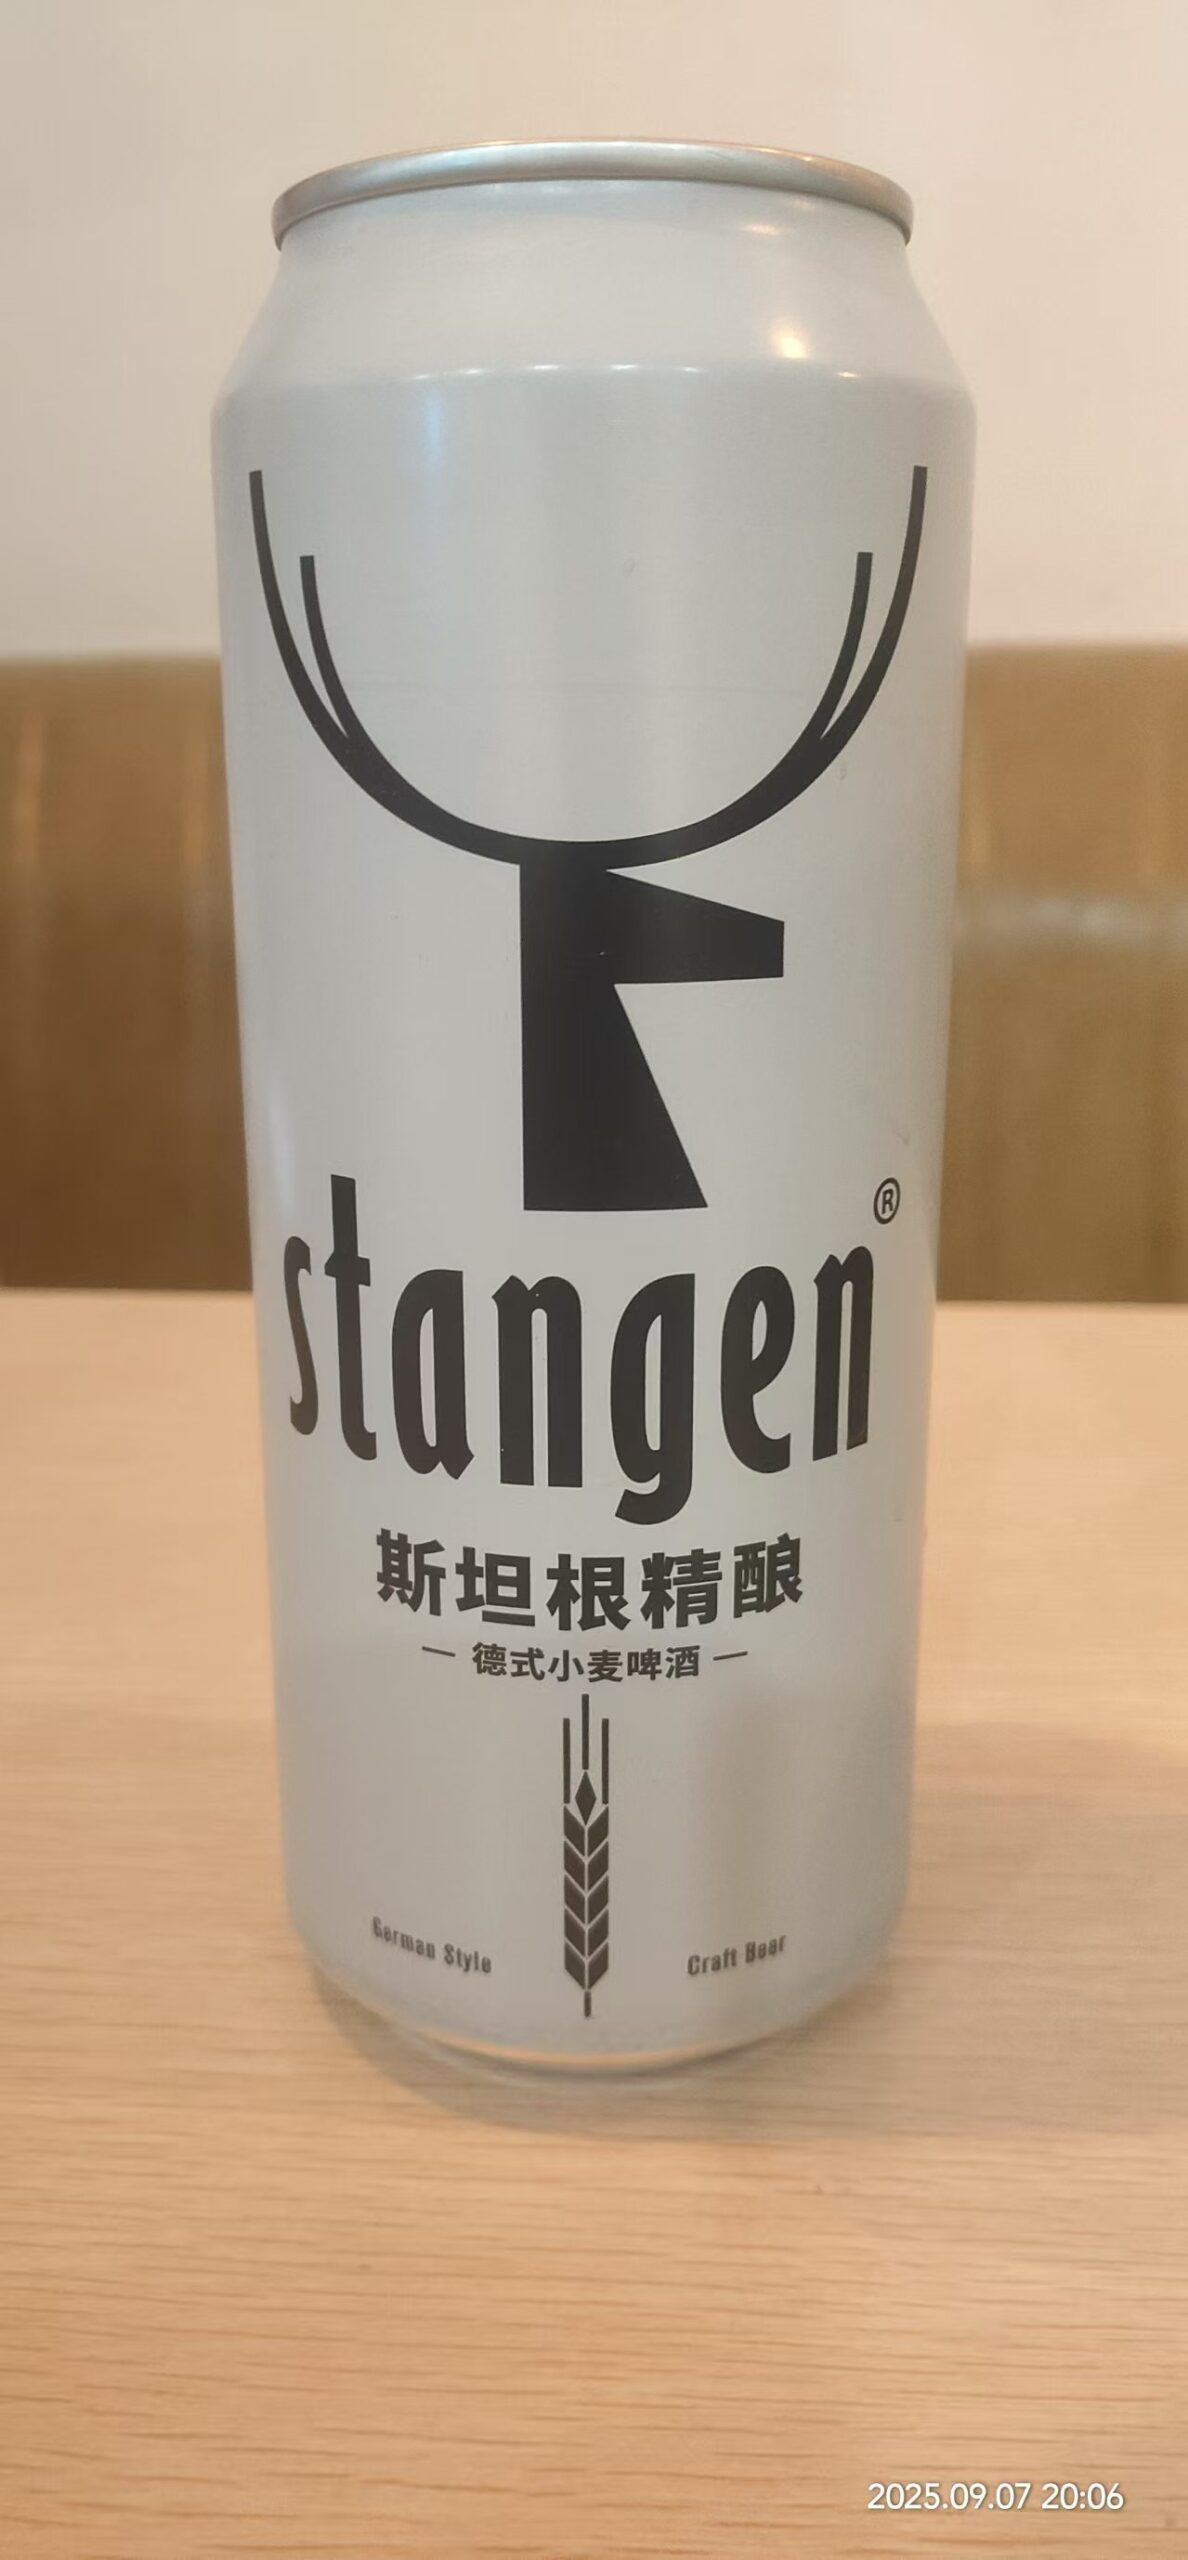 stangen®
斯坦根精酿
— 德式小麦啤酒 —
German Style
Craft Beer
2025.09.07 20:06